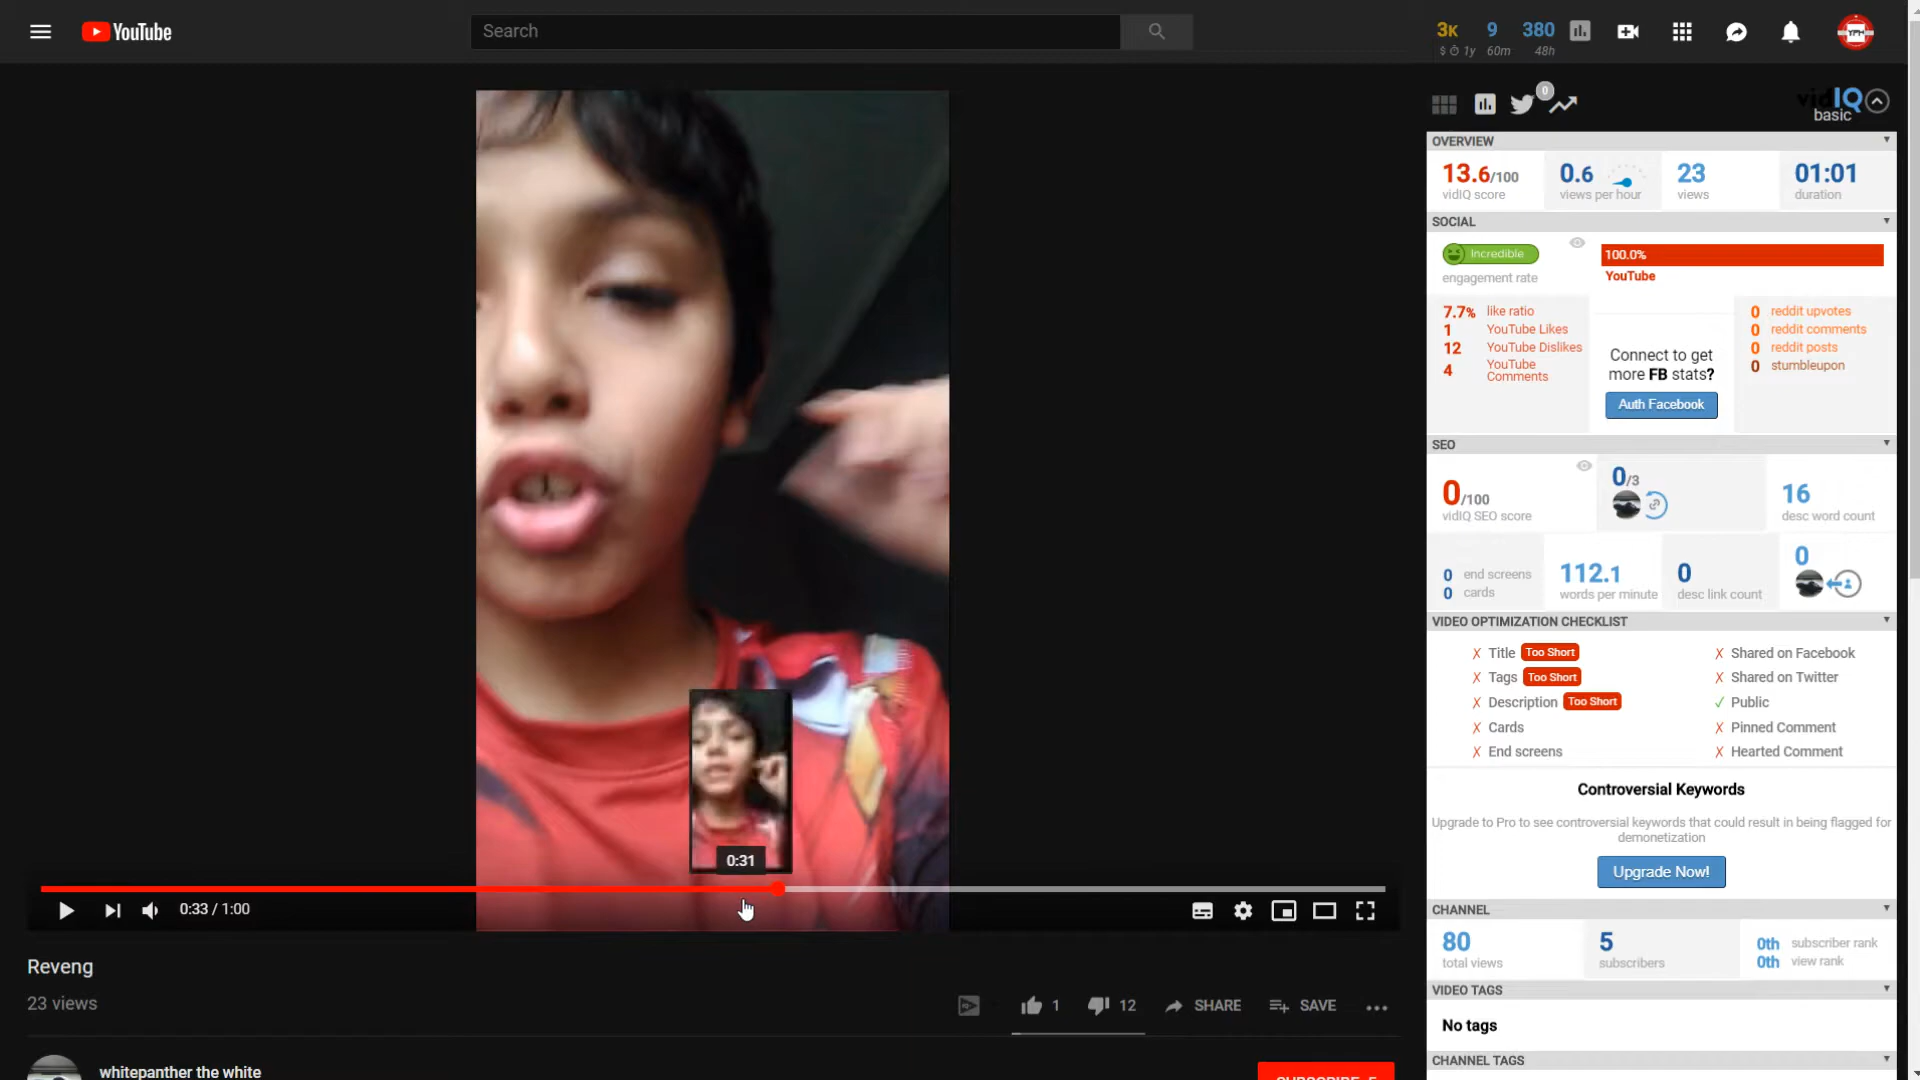 YouTube
Search
3K 9 380
$ 1y 60m 48h
YPH
0
vidIQ
basic
OVERVIEW
13.6/100
vidIQ score
0.6
views per hour
23
views
01:01
duration
SOCIAL
Incredible
engagement rate
100.0%
YouTube
7.7% like ratio
1 YouTube Likes
12 YouTube Dislikes
4 YouTube Comments
Connect to get
more FB stats?
Auth Facebook
0 reddit upvotes
0 reddit comments
0 reddit posts
0 stumbleupon
SEO
0/100
vidIQ SEO score
0/3
16
desc word count
0 end screens
0 cards
112.1
words per minute
0
desc link count
0
VIDEO OPTIMIZATION CHECKLIST
X Title Too Short
X Tags Too Short
X Description Too Short
X Cards
X End screens
X Shared on Facebook
X Shared on Twitter
✓ Public
X Pinned Comment
X Hearted Comment
Controversial Keywords
Upgrade to Pro to see controversial keywords that could result in being flagged for
demonetization
Upgrade Now!
CHANNEL
80
total views
5
subscribers
0th subscriber rank
0th view rank
VIDEO TAGS
No tags
CHANNEL TAGS
0:31
0:33 / 1:00
Reveng
23 views
1 12 SHARE SAVE
whitepanther the white
SUBSCRIBE 5